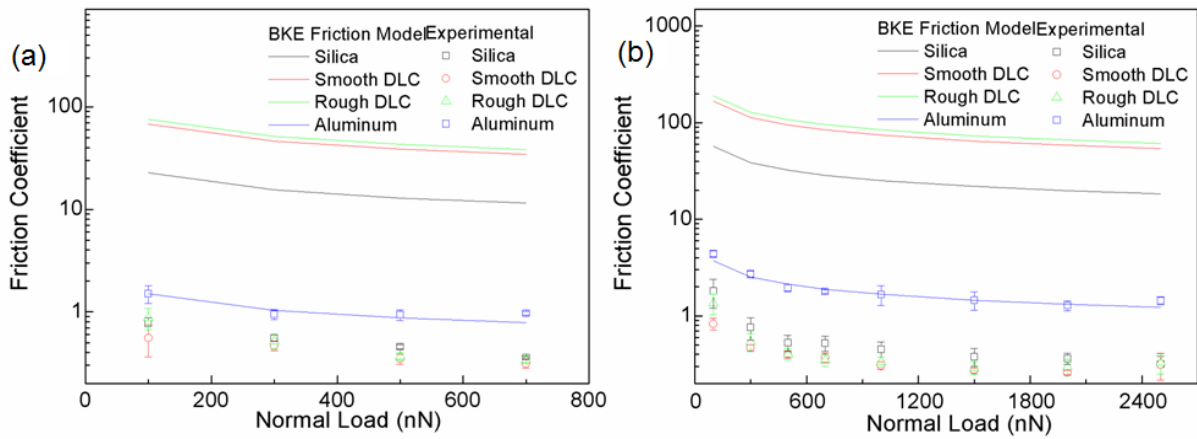 (a)
BKE Friction Model Experimental
Silica Silica
Smooth DLC Smooth DLC
Rough DLC Rough DLC
Aluminum Aluminum
100
10
1
Friction Coefficient
0 200 400 600 800
Normal Load (nN)
(b)
BKE Friction Model Experimental
Silica Silica
Smooth DLC Smooth DLC
Rough DLC Rough DLC
Aluminum Aluminum
1000
100
10
1
Friction Coefficient
0 600 1200 1800 2400
Normal Load (nN)